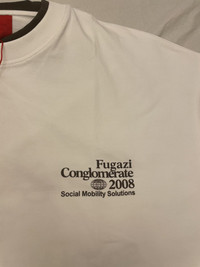 Fugazi
Conglomerate
2008
Social Mobility Solutions